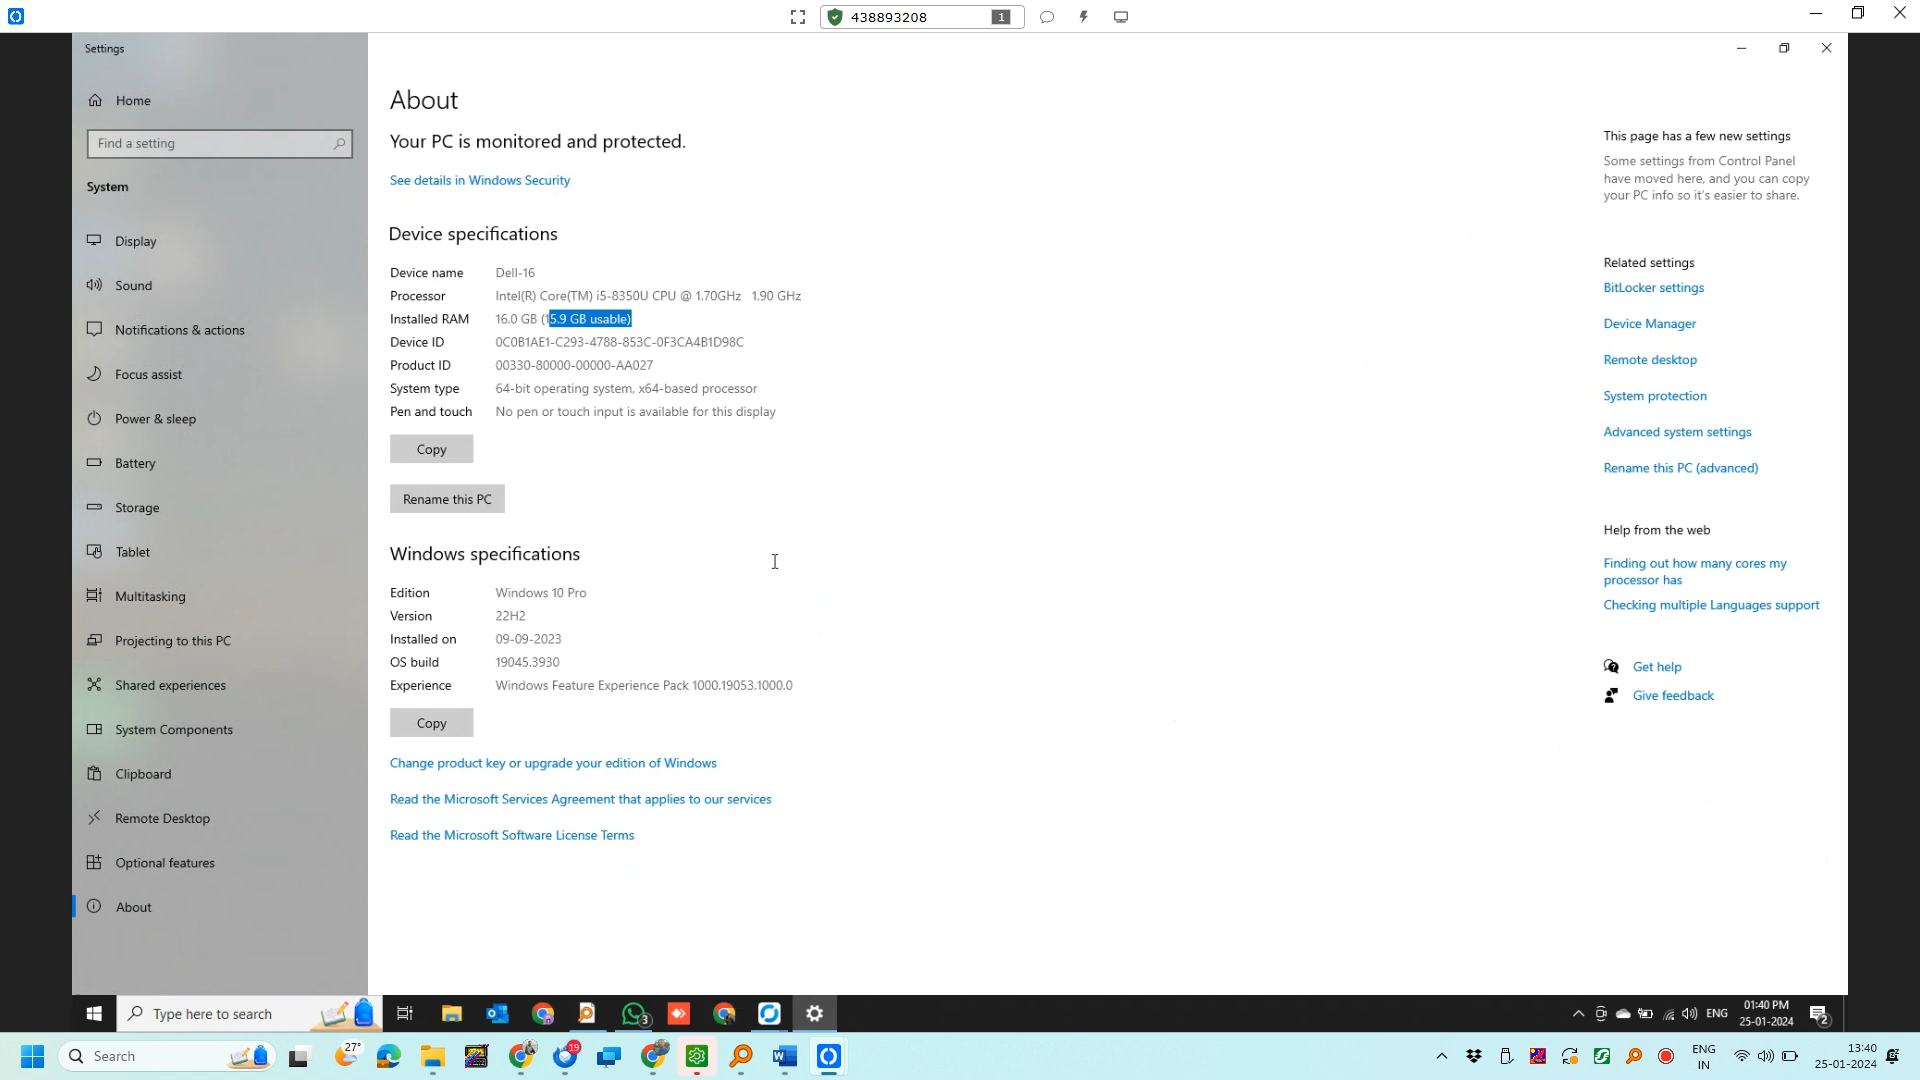 438893208
1
Settings
Home
Find a setting
System
Display
Sound
Notifications & actions
Focus assist
Power & sleep
Battery
Storage
Tablet
Multitasking
Projecting to this PC
Shared experiences
System Components
Clipboard
Remote Desktop
Optional features
About
About
Your PC is monitored and protected.
See details in Windows Security
Device specifications
Device name Dell-16
Processor Intel(R) Core(TM) i5-8350U CPU @ 1.70GHz 1.90 GHz
Installed RAM 16.0 GB (15.9 GB usable)
Device ID 0C0B1AE1-C293-4788-853C-0F3CA4B1D98C
Product ID 00330-80000-00000-AA027
System type 64-bit operating system, x64-based processor
Pen and touch No pen or touch input is available for this display
Copy
Rename this PC
Windows specifications
Edition Windows 10 Pro
Version 22H2
Installed on 09-09-2023
OS build 19045.3930
Experience Windows Feature Experience Pack 1000.19053.1000.0
Copy
Change product key or upgrade your edition of Windows
Read the Microsoft Services Agreement that applies to our services
Read the Microsoft Software License Terms
This page has a few new settings
Some settings from Control Panel
have moved here, and you can copy
your PC info so it's easier to share.
Related settings
BitLocker settings
Device Manager
Remote desktop
System protection
Advanced system settings
Rename this PC (advanced)
Help from the web
Finding out how many cores my
processor has
Checking multiple Languages support
Get help
Give feedback
Type here to search
3
ENG
01:40 PM
25-01-2024
2
Search
27°
19
ENG
IN
13:40
25-01-2024